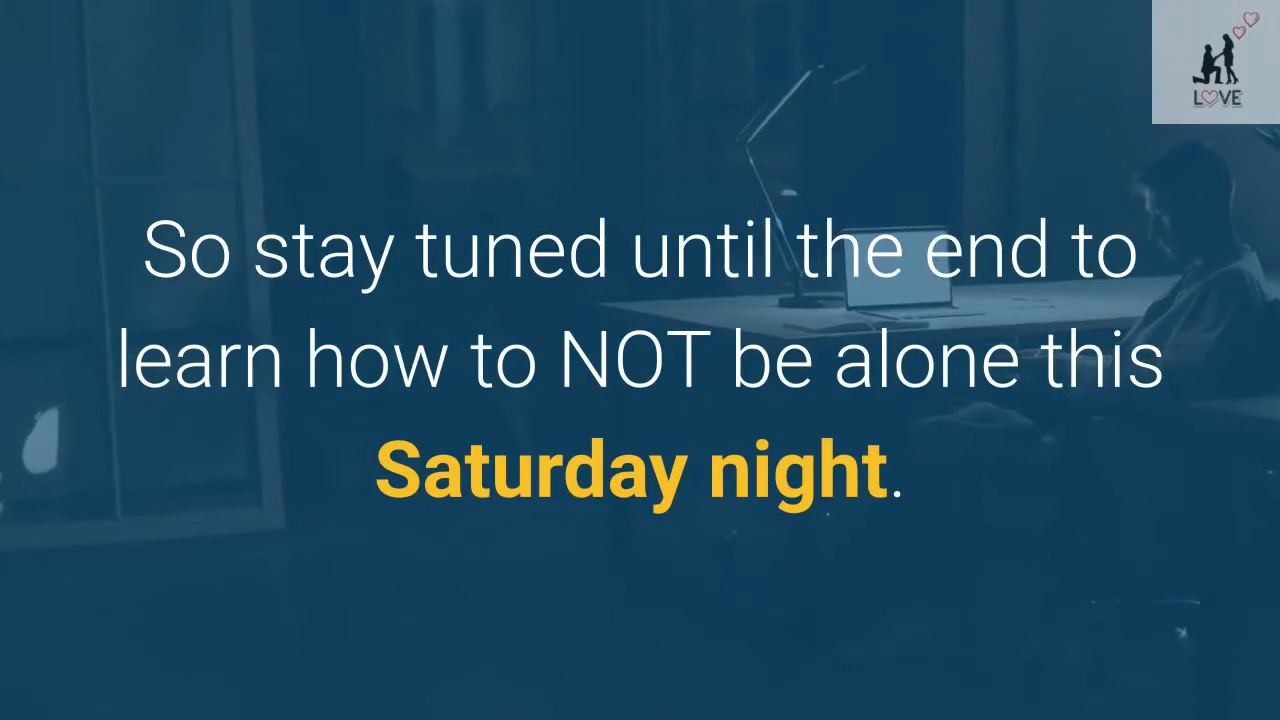 LOVE
So stay tuned until the end to
learn how to NOT be alone this
Saturday night.